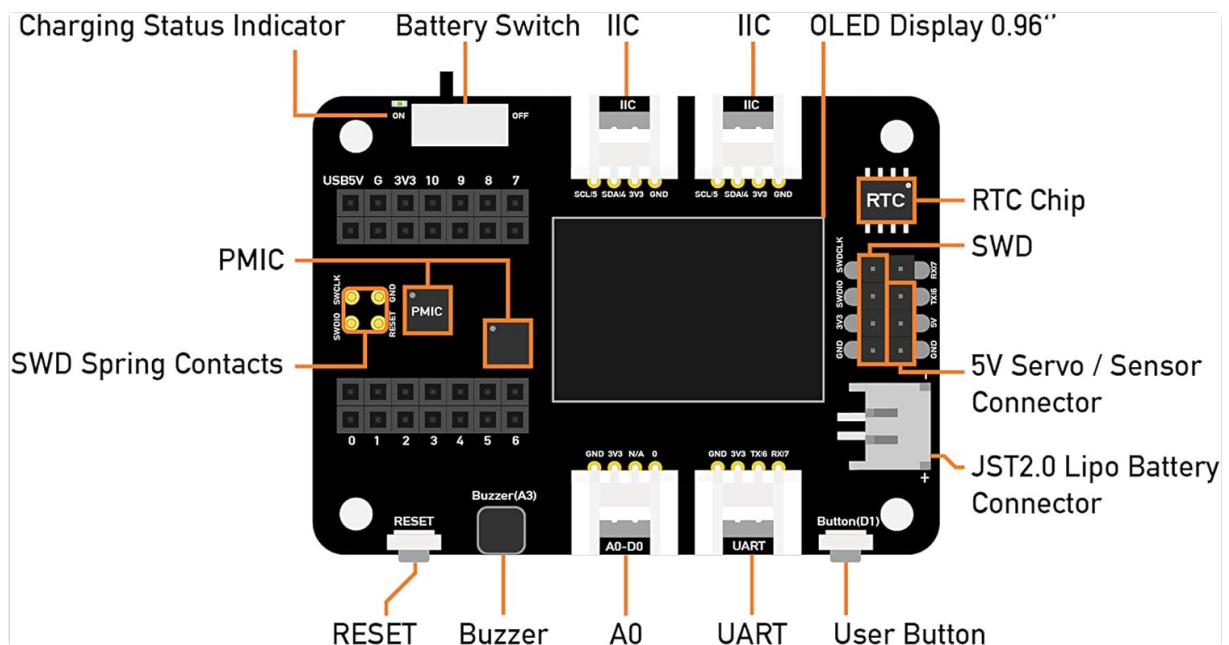 Charging Status Indicator
Battery Switch
IIC
IIC
OLED Display 0.96″
ON
OFF
IIC
IIC
USB5V G 3V3 10 9 8 7
SCL/5 SDA/4 3V3 GND
SCL/5 SDA/4 3V3 GND
RTC
RTC Chip
SWD
PMIC
SWCLK
GND
SWDIO
RESET
PMIC
SWDCLK
RX/7
SWDIO
TX/6
3V3
5V
GND
GND
SWD Spring Contacts
5V Servo / Sensor
Connector
-
0 1 2 3 4 5 6
GND 3V3 N/A 0
GND 3V3 TX/6 RX/7
+
JST2.0 Lipo Battery
Connector
Buzzer(A3)
RESET
Button(D1)
A0-D0
UART
RESET
Buzzer
A0
UART
User Button